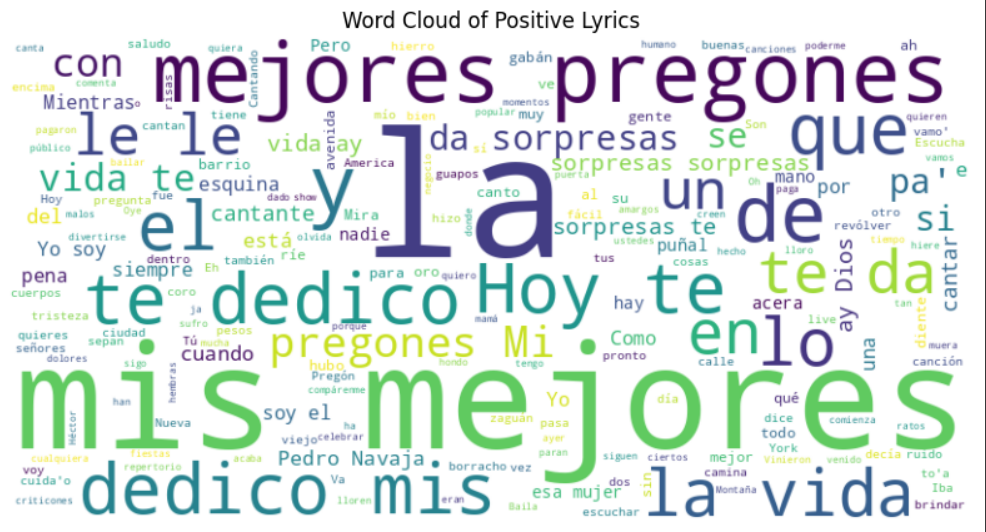 Word Cloud of Positive Lyrics
canta saludo quiera Pero hierro humano buenas canciones poderme ah
con mejores pregones
encima comenta risas Cantando gabán ve quieren
Mientras tiene mío bien popular momentos muy gente Son vamo'
pagaron le le cantan avenida da sorpresas se que Escucha
público vida ay la sí sorpresas sorpresas vamos
bailar barrio America negocio guapos puerta Oh mano por pa' e
vida te esquina dado show y canto al su un paga de otro
Hoy pregunta fue hizo donde fácil amargos creen revólver si
del malos Oye el cantante Mira sorpresas te
divertirse está olvida nadie ustedes hecho puñal lloro tiempo hiere
Yo soy dentro también ríe tus cosas ay Dios cantar
pena siempre Eh para oro quiero hay te da
cuerpos coro te dedico Hoy te acera tan
tristeza ja mamá en lo live diente
quieres ciudad sufro pesos porque Como una muera
señores sepan Tú mucha pregones Mi pronto calle canción
dolores cuando hubo hondo tengo
mis mejores
sigo hembras Pregón compárenme día qué
han Nueva soy el zaguán Yo pasa dice comienza
Héctor viejo celebrar ha ayer todo York ratos
cualquiera fiestas acaba Pedro Navaja paran siguen ciertos mejor Vinieron venido decía ruido
voy repertorio Va borracho vez camina to'a
cuida'o dedico mis lloren eran esa mujer dos sin la vida Montaña Iba
criticones Baila escuchar brindar